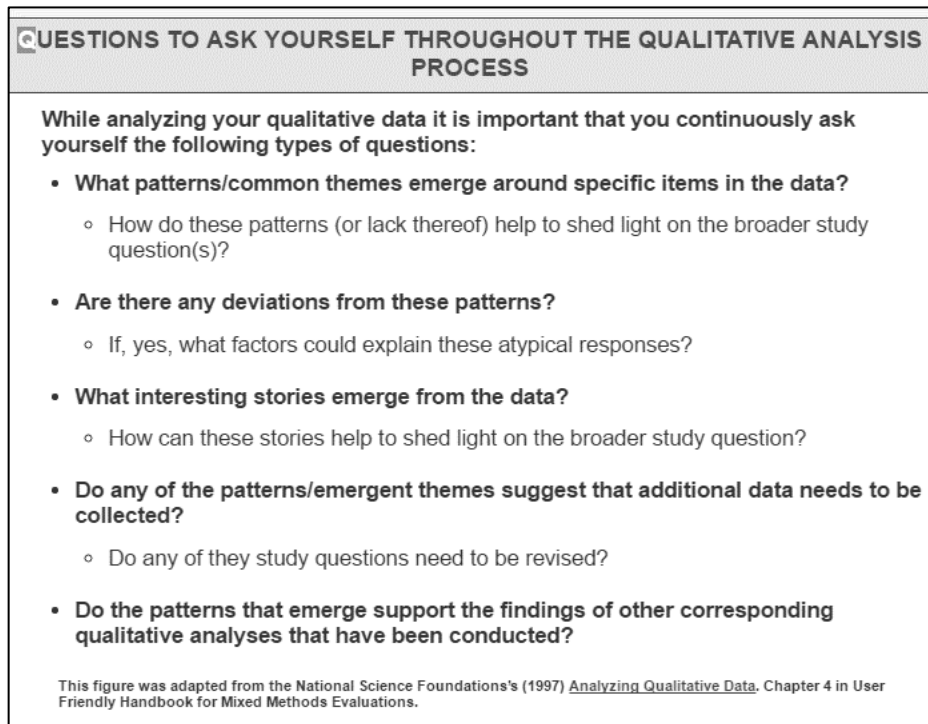 QUESTIONS TO ASK YOURSELF THROUGHOUT THE QUALITATIVE ANALYSIS
PROCESS
While analyzing your qualitative data it is important that you continuously ask
yourself the following types of questions:
• What patterns/common themes emerge around specific items in the data?
◦ How do these patterns (or lack thereof) help to shed light on the broader study
question(s)?
• Are there any deviations from these patterns?
◦ If, yes, what factors could explain these atypical responses?
• What interesting stories emerge from the data?
◦ How can these stories help to shed light on the broader study question?
• Do any of the patterns/emergent themes suggest that additional data needs to be
collected?
◦ Do any of they study questions need to be revised?
• Do the patterns that emerge support the findings of other corresponding
qualitative analyses that have been conducted?
This figure was adapted from the National Science Foundations's (1997) Analyzing Qualitative Data. Chapter 4 in User
Friendly Handbook for Mixed Methods Evaluations.